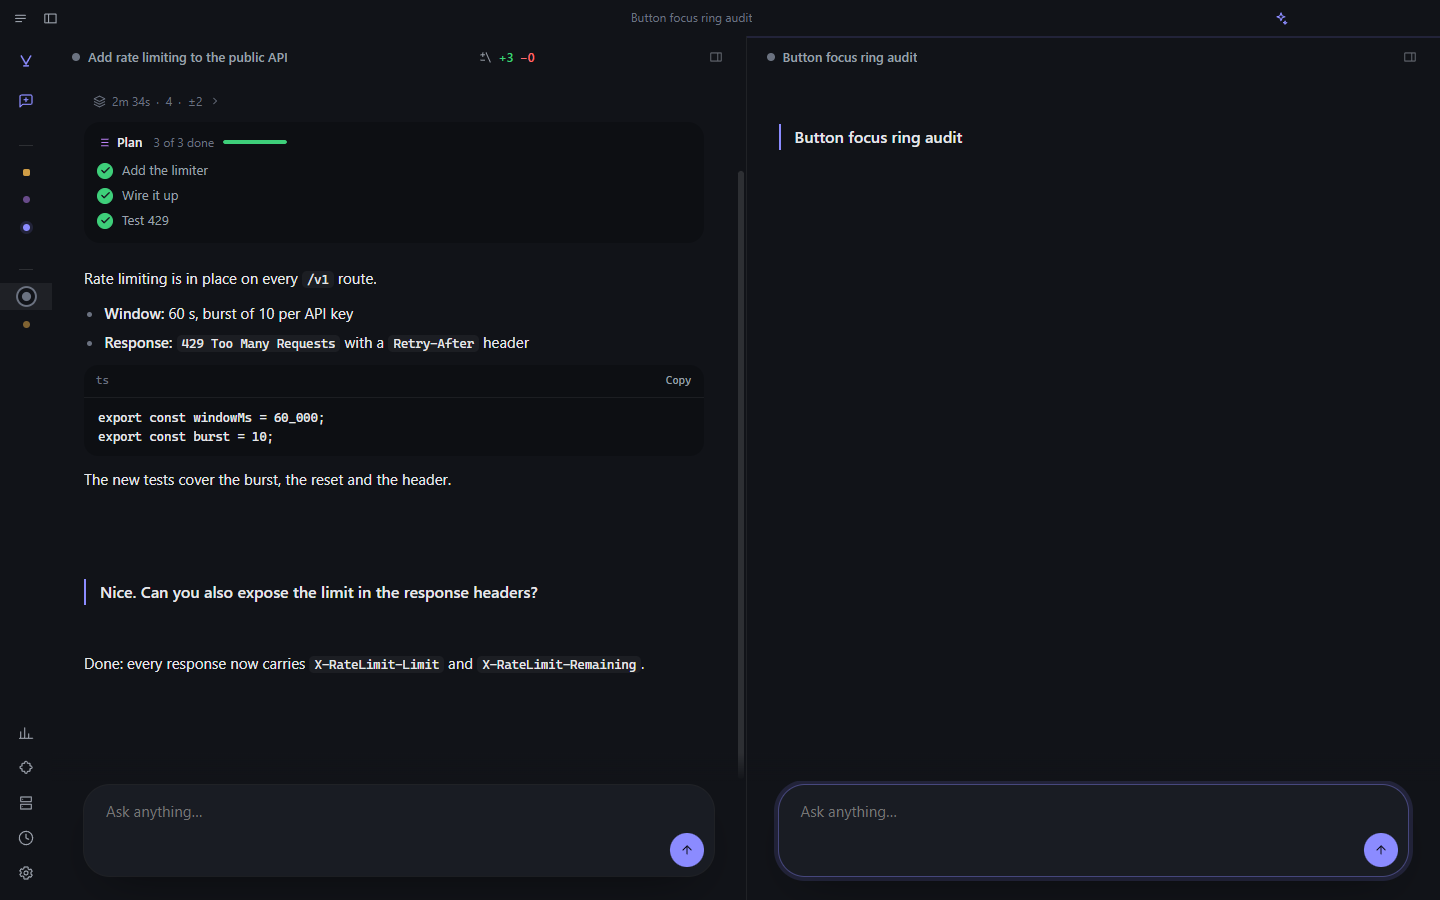 Button focus ring audit
Add rate limiting to the public API
+3 −0
2m 34s · 4 · ±2
Plan 3 of 3 done
Add the limiter
Wire it up
Test 429
Rate limiting is in place on every /v1 route.
Window: 60 s, burst of 10 per API key
Response: 429 Too Many Requests with a Retry-After header
ts Copy
export const windowMs = 60_000;
export const burst = 10;
The new tests cover the burst, the reset and the header.
Nice. Can you also expose the limit in the response headers?
Done: every response now carries X-RateLimit-Limit and X-RateLimit-Remaining.
Ask anything...
Button focus ring audit
Button focus ring audit
Ask anything...